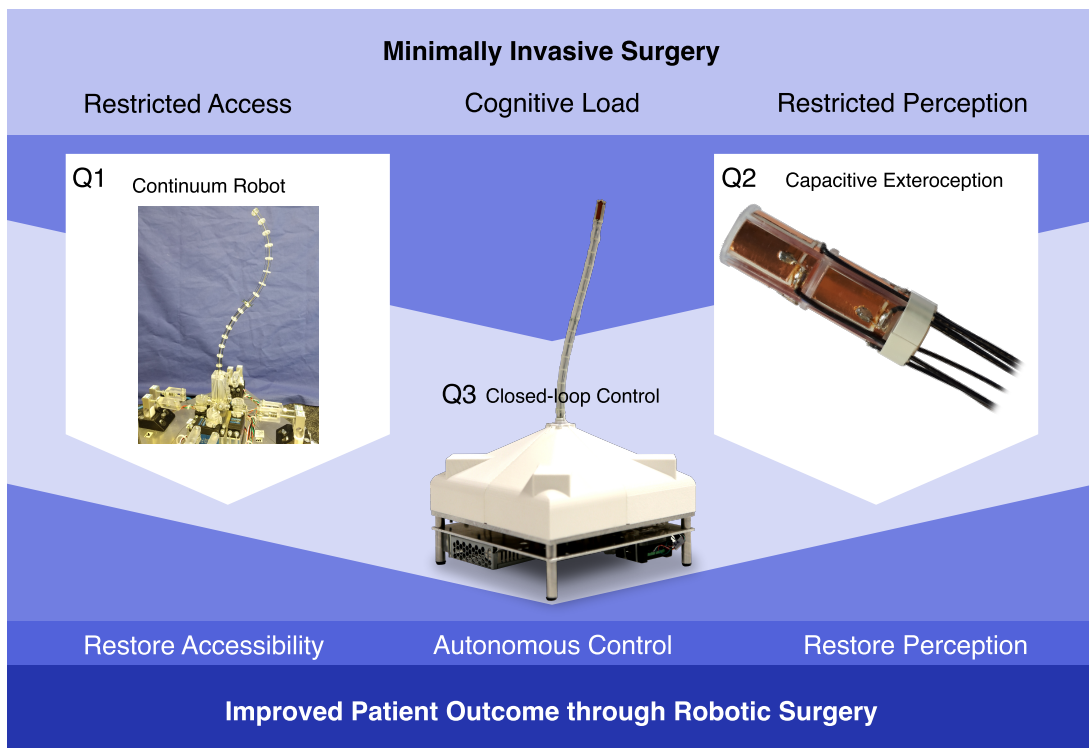 Minimally Invasive Surgery
Restricted Access
Cognitive Load
Restricted Perception
Q1 Continuum Robot
Q2 Capacitive Exteroception
Q3 Closed-loop Control
Restore Accessibility
Autonomous Control
Restore Perception
Improved Patient Outcome through Robotic Surgery